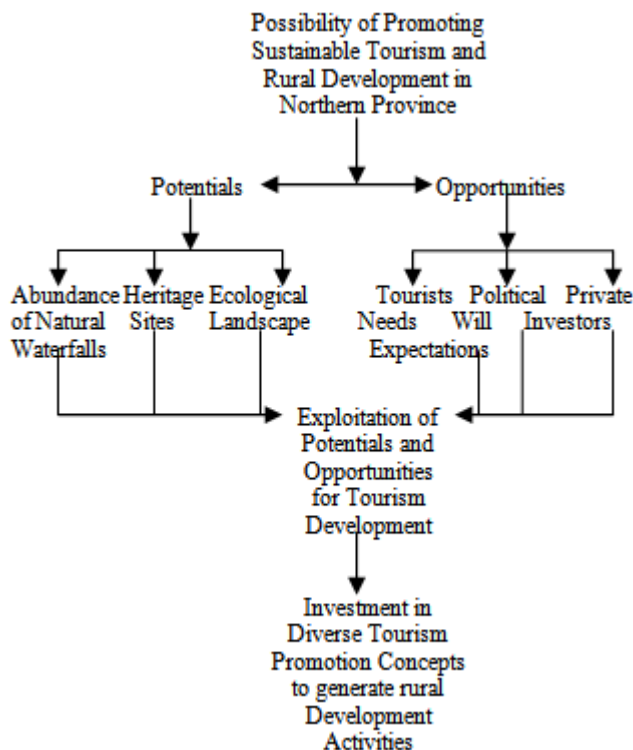 Possibility of Promoting
Sustainable Tourism and
Rural Development in
Northern Province
Potentials
Opportunities
Abundance
of Natural
Waterfalls
Heritage
Sites
Ecological
Landscape
Tourists
Needs
Expectations
Political
Will
Private
Investors
Exploitation of
Potentials and
Opportunities
for Tourism
Development
Investment in
Diverse Tourism
Promotion Concepts
to generate rural
Development
Activities